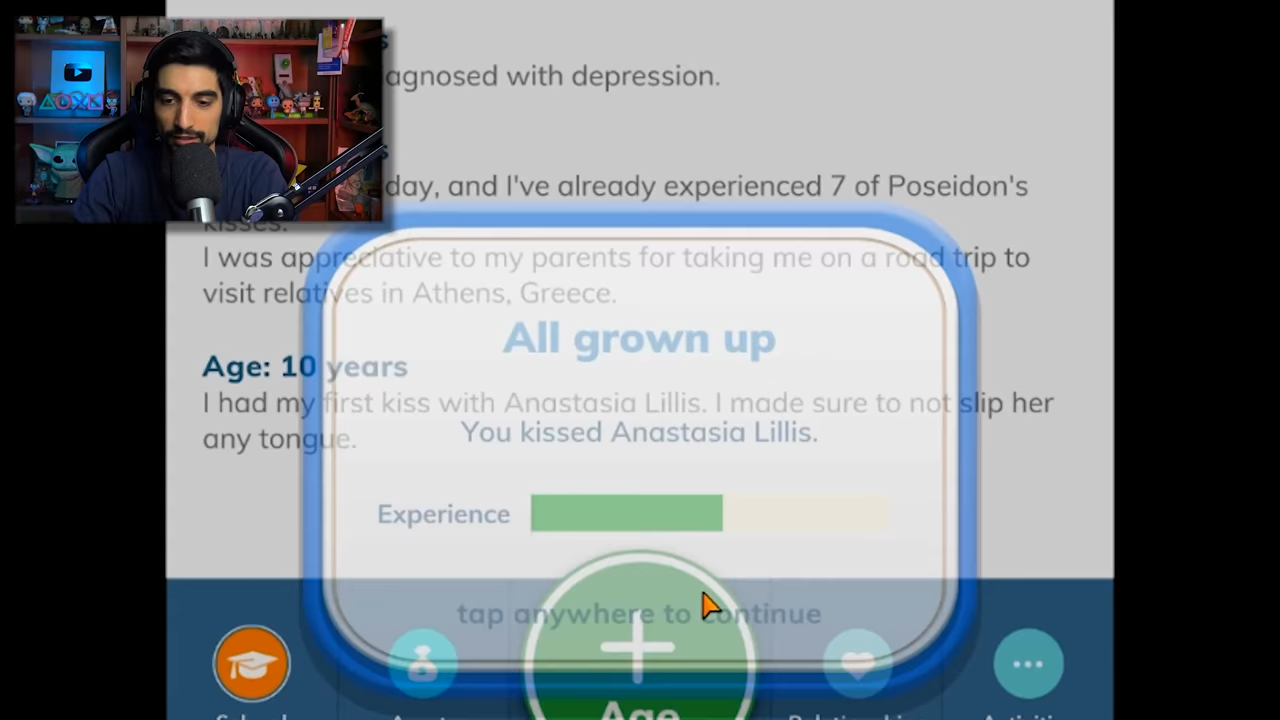 agnosed with depression.
day, and I've already experienced 7 of Poseidon's
kisses.
I was appreciative to my parents for taking me on a road trip to
visit relatives in Athens, Greece.
All grown up
Age: 10 years
I had my first kiss with Anastasia Lillis. I made sure to not slip her
any tongue.
You kissed Anastasia Lillis.
Experience
tap anywhere to continue
Age